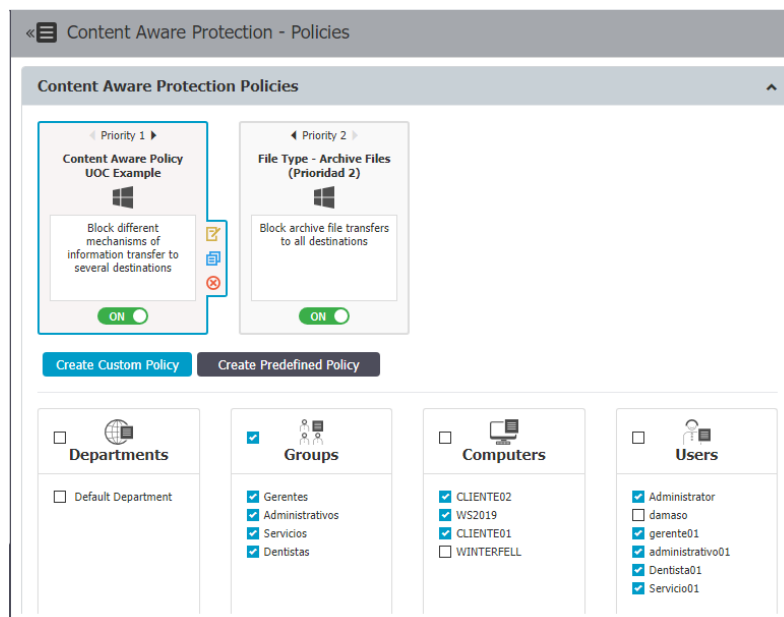 «
Content Aware Protection - Policies
Content Aware Protection Policies
Priority 1
Content Aware Policy
UOC Example
Block different
mechanisms of
information transfer to
several destinations
ON
Priority 2
File Type - Archive Files
(Prioridad 2)
Block archive file transfers
to all destinations
ON
Create Custom Policy
Create Predefined Policy
Departments
Default Department
Groups
Gerentes
Administrativos
Servicios
Dentistas
Computers
CLIENTE02
WS2019
CLIENTE01
WINTERFELL
Users
Administrator
damaso
gerente01
administrativo01
Dentista01
Servicio01